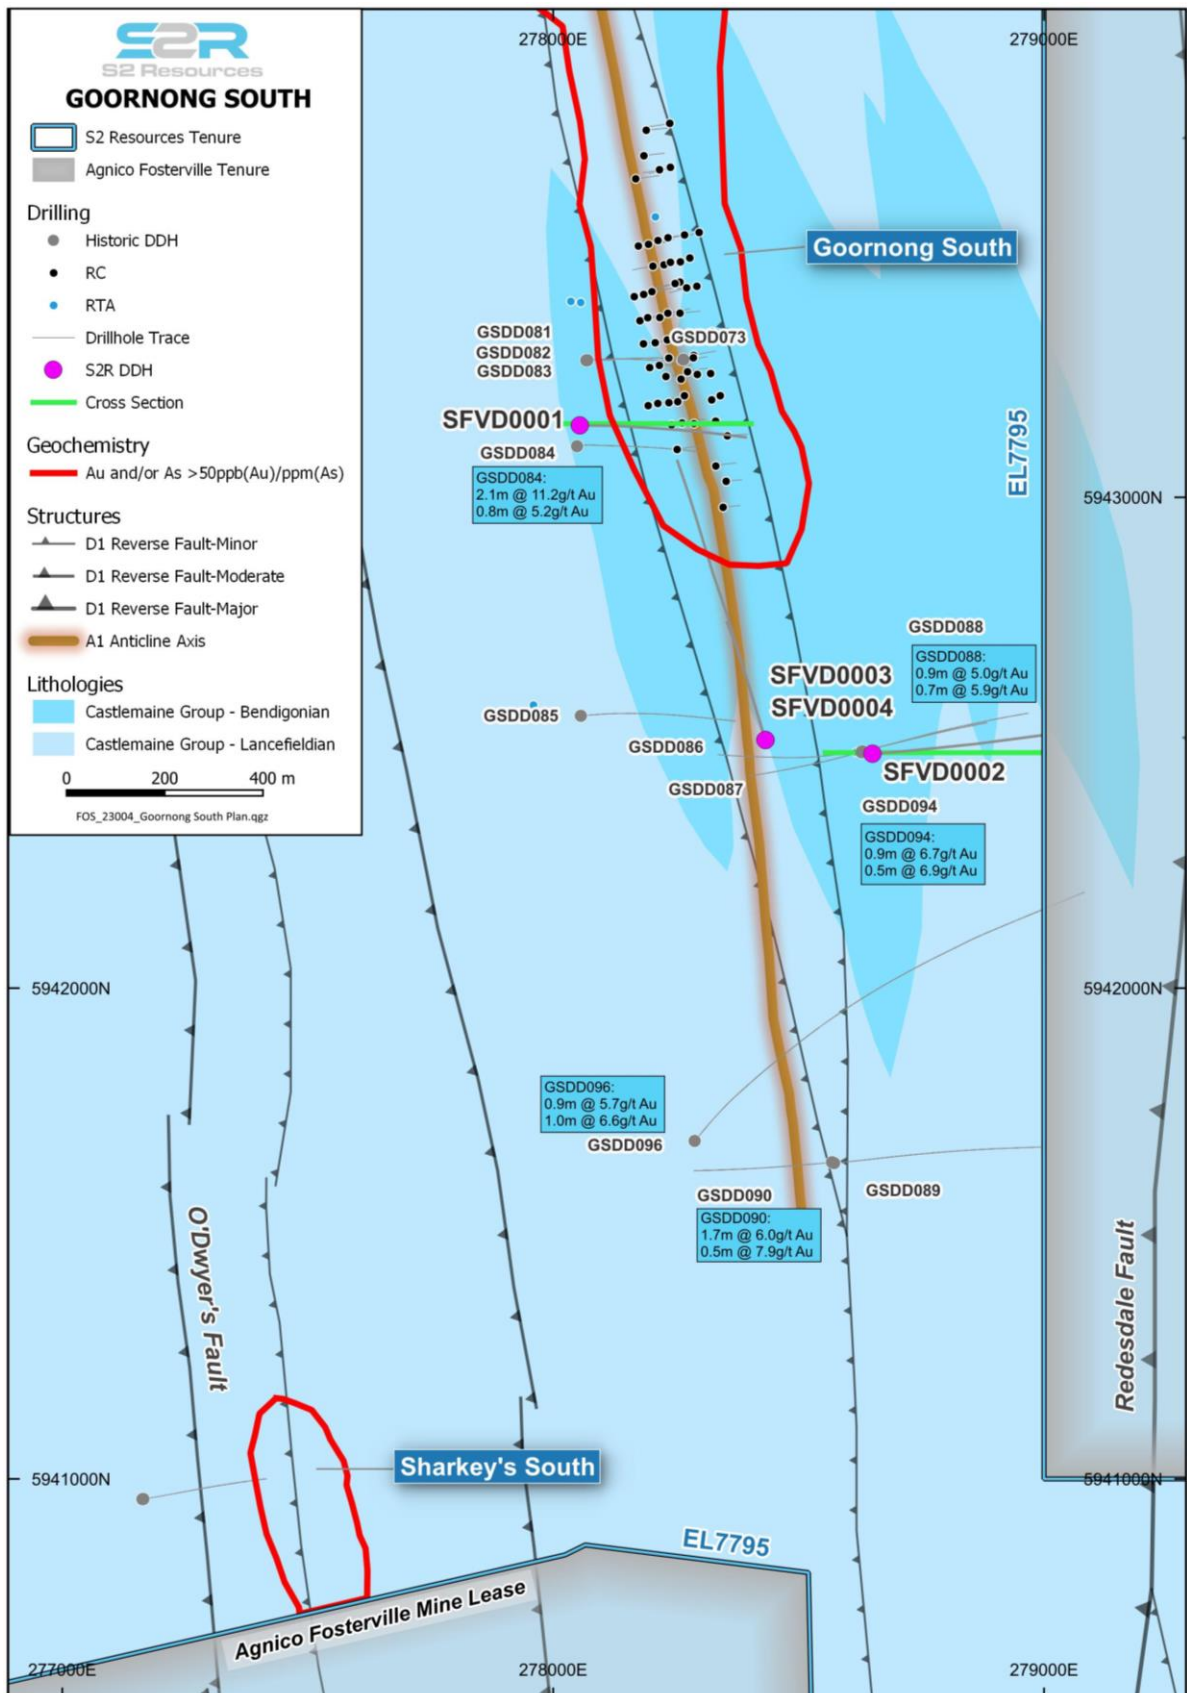 S2R
S2 Resources
GOORNONG SOUTH
S2 Resources Tenure
Agnico Fosterville Tenure
Drilling
Historic DDH
RC
RTA
Drillhole Trace
S2R DDH
Cross Section
Geochemistry
Au and/or As >50ppb(Au)/ppm(As)
Structures
D1 Reverse Fault-Minor
D1 Reverse Fault-Moderate
D1 Reverse Fault-Major
A1 Anticline Axis
Lithologies
Castlemaine Group - Bendigonian
Castlemaine Group - Lancefieldian
0 200 400 m
FOS_23004_Goornong South Plan.qgz
278000E
279000E
Goornong South
GSDD081
GSDD082
GSDD083
GSDD073
SFVD0001
GSDD084
GSDD084:
2.1m @ 11.2g/t Au
0.8m @ 5.2g/t Au
EL7795
5943000N
GSDD088
GSDD088:
0.9m @ 5.0g/t Au
0.7m @ 5.9g/t Au
SFVD0003
SFVD0004
GSDD085
GSDD086
GSDD087
SFVD0002
GSDD094
GSDD094:
0.9m @ 6.7g/t Au
0.5m @ 6.9g/t Au
5942000N
5942000N
GSDD096:
0.9m @ 5.7g/t Au
1.0m @ 6.6g/t Au
GSDD096
GSDD090
GSDD089
GSDD090:
1.7m @ 6.0g/t Au
0.5m @ 7.9g/t Au
O'Dwyer's Fault
Redesdale Fault
Sharkey's South
5941000N
5941000N
EL7795
Agnico Fosterville Mine Lease
277000E
278000E
279000E